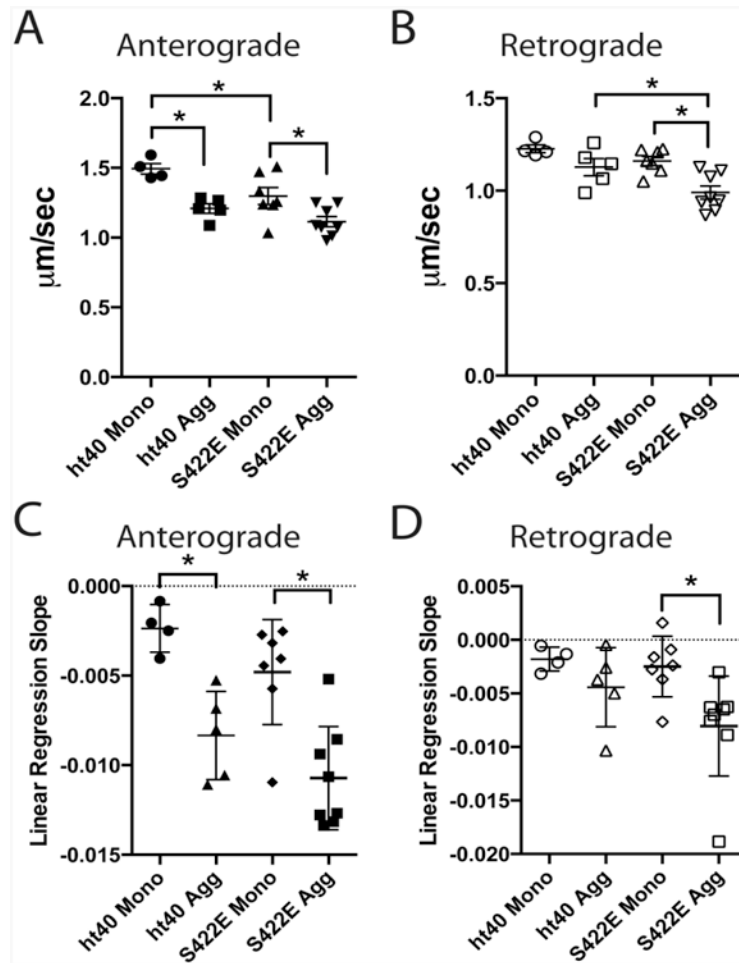 A
Anterograde
*
*
*
μm/sec
2.0
1.5
1.0
0.5
0.0
ht40 Mono
ht40 Agg
S422E Mono
S422E Agg
B
Retrograde
*
*
μm/sec
1.5
1.0
0.5
0.0
ht40 Mono
ht40 Agg
S422E Mono
S422E Agg
C
Anterograde
*
*
Linear Regression Slope
0.000
-0.005
-0.010
-0.015
ht40 Mono
ht40 Agg
S422E Mono
S422E Agg
D
Retrograde
*
Linear Regression Slope
0.005
0.000
-0.005
-0.010
-0.015
-0.020
ht40 Mono
ht40 Agg
S422E Mono
S422E Agg